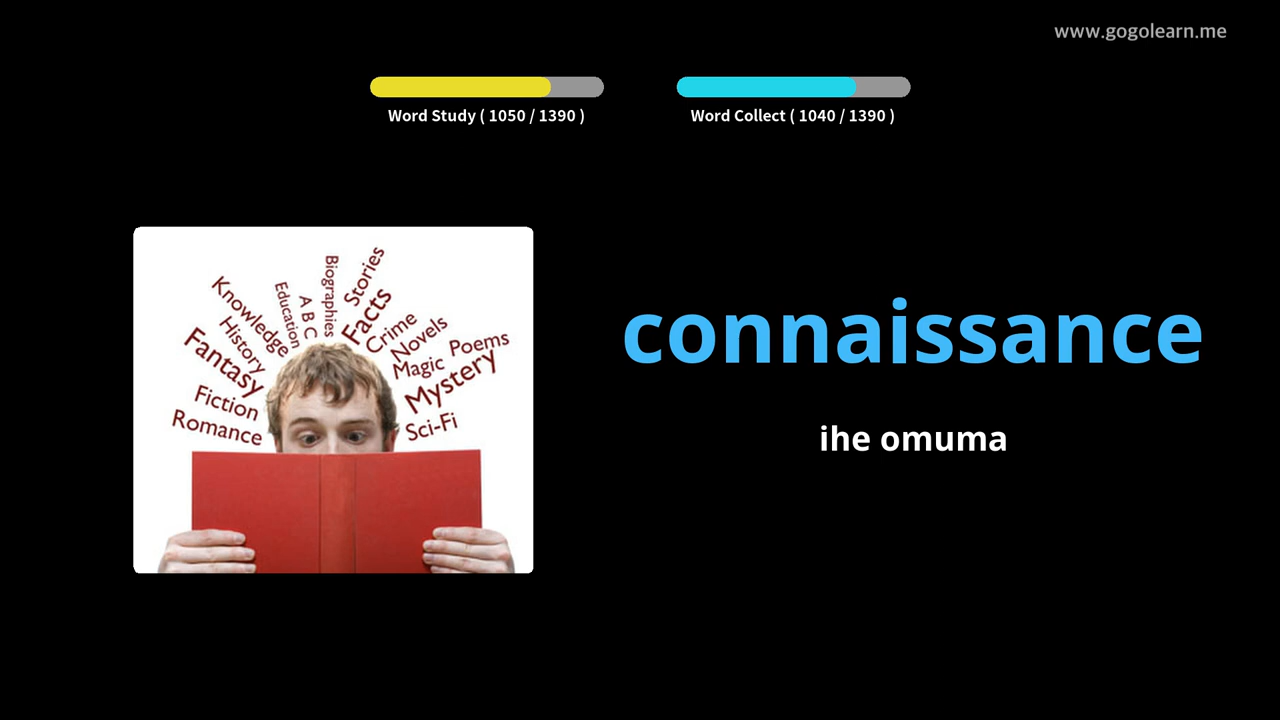 www.gogolearn.me
Word Study ( 1050 / 1390 )
Word Collect ( 1040 / 1390 )
Biographies
Stories
Education
A B C
Facts
Knowledge
Crime
History
Novels
Fantasy
Magic
Poems
Mystery
Fiction
Romance
Sci-Fi
connaissance
ihe omuma